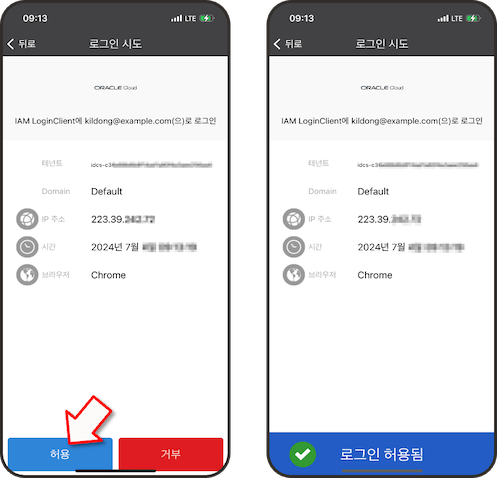 09:13
LTE
뒤로
로그인 시도
ORACLE Cloud
IAM LoginClient에 kildong@example.com(으)로 로그인
테넌트 idcs-c3
Domain Default
IP 주소 223.39.
시간 2024년 7월
브라우저 Chrome
허용
거부
09:13
LTE
뒤로
로그인 시도
ORACLE Cloud
IAM LoginClient에 kildong@example.com(으)로 로그인
테넌트 idcs-c3
Domain Default
IP 주소 223.39.
시간 2024년 7월
브라우저 Chrome
로그인 허용됨